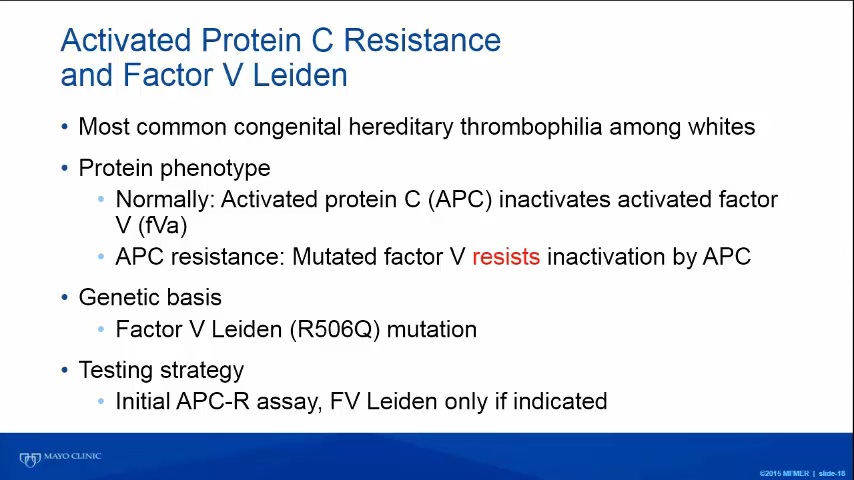 Activated Protein C Resistance
and Factor V Leiden
• Most common congenital hereditary thrombophilia among whites
• Protein phenotype
• Normally: Activated protein C (APC) inactivates activated factor
V (fVa)
• APC resistance: Mutated factor V resists inactivation by APC
• Genetic basis
• Factor V Leiden (R506Q) mutation
• Testing strategy
• Initial APC-R assay, FV Leiden only if indicated
MAYO CLINIC
©2015 MFMER | slide-18